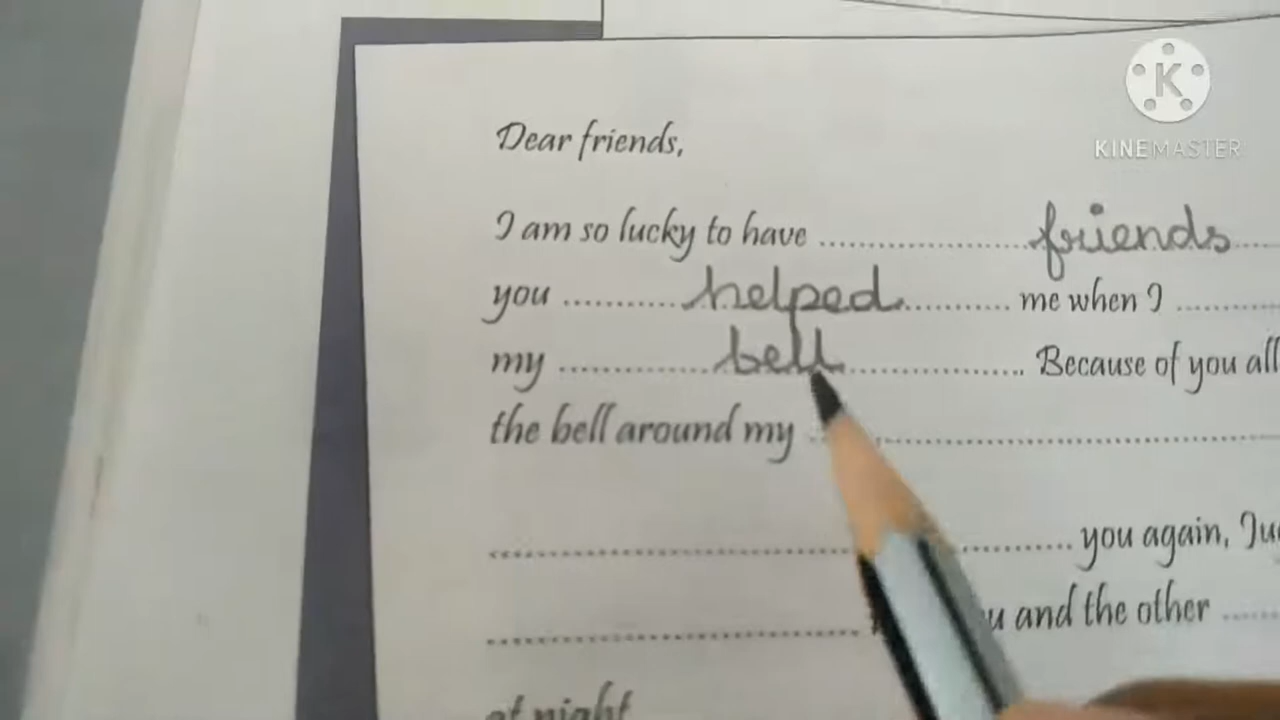 KINEMASTER
Dear friends,
I am so lucky to have .................... friends ....
you ........... helped ........... me when I ..........
my ............ bell ................ Because of you all
the bell around my ....................
.................... you again, Ju
.................... and the other ....
at night